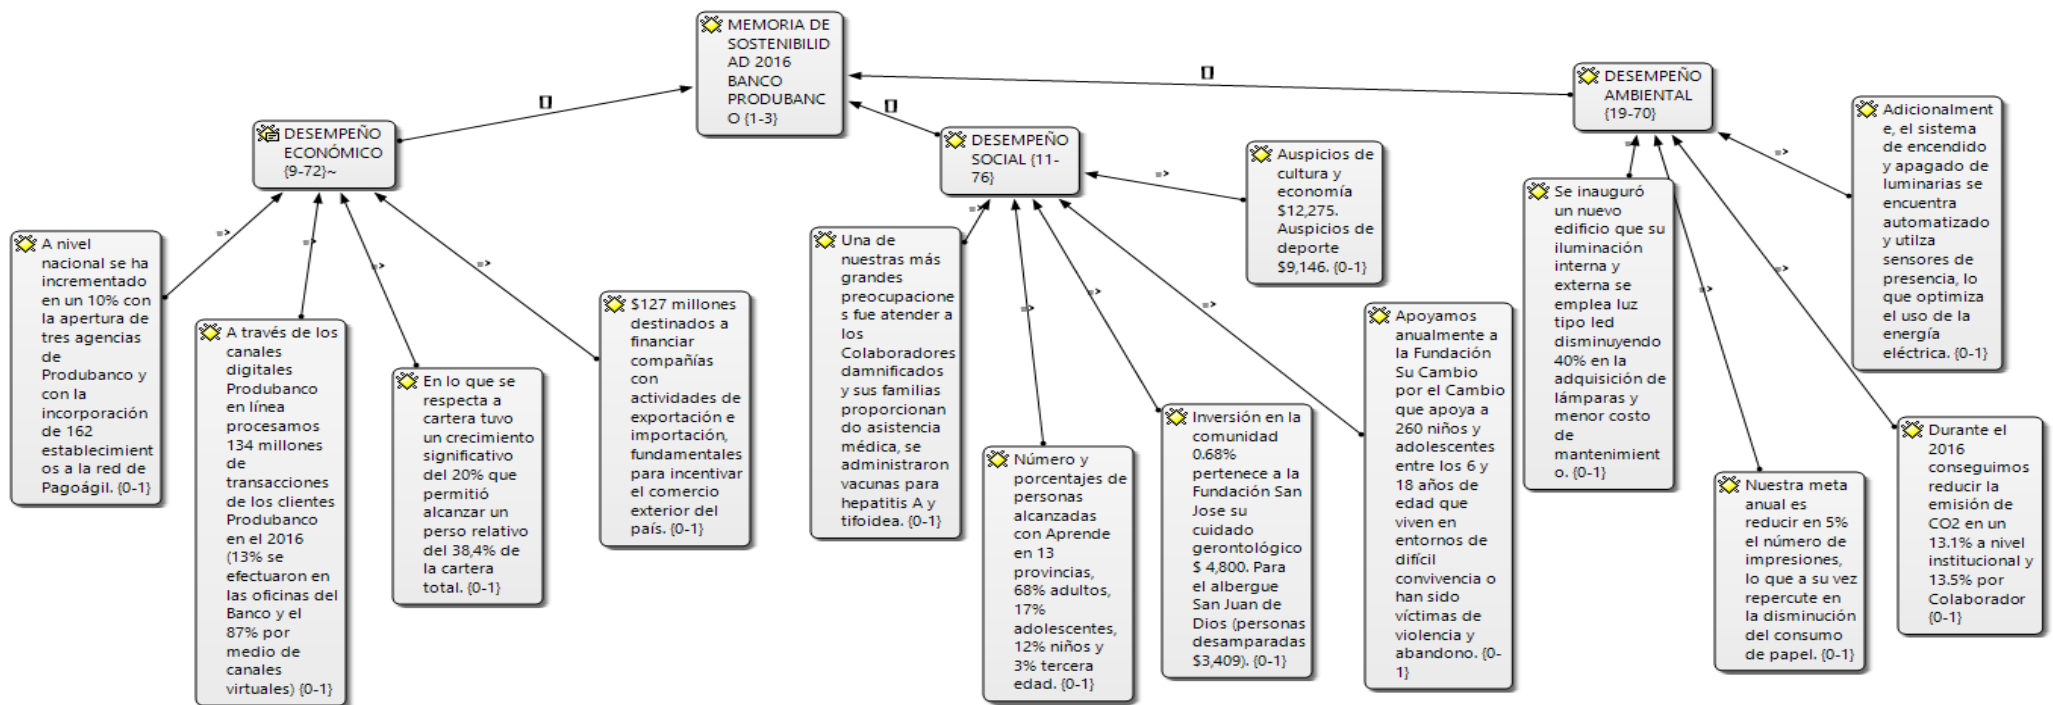 MEMORIA DE
SOSTENIBILID
AD 2016
BANCO
PRODUBANC
O {1-3}
[]
[]
[]
DESEMPEÑO
ECONÓMICO
{9-72}~
=>
=>
=>
=>
A nivel
nacional se ha
incrementado
en un 10% con
la apertura de
tres agencias
de
Produbanco y
con la
incorporación
de 162
establecimient
os a la red de
Pagoágil. {0-1}
A través de los
canales
digitales
Produbanco
en línea
procesamos
134 millones
de
transacciones
de los clientes
Produbanco
en el 2016
(13% se
efectuaron en
las oficinas del
Banco y el
87% por
medio de
canales
virtuales) {0-1}
En lo que se
respecta a
cartera tuvo
un crecimiento
significativo
del 20% que
permitió
alcanzar un
perso relativo
del 38,4% de
la cartera
total. {0-1}
$127 millones
destinados a
financiar
compañías
con
actividades de
exportación e
importación,
fundamentales
para incentivar
el comercio
exterior del
país. {0-1}
DESEMPEÑO
SOCIAL {11-
76}
=>
=>
=>
=>
=>
Una de
nuestras más
grandes
preocupacione
s fue atender a
los
Colaboradores
damnificados
y sus familias
proporcionan
do asistencia
médica, se
administraron
vacunas para
hepatitis A y
tifoidea. {0-1}
Número y
porcentajes de
personas
alcanzadas
con Aprende
en 13
provincias,
68% adultos,
17%
adolescentes,
12% niños y
3% tercera
edad. {0-1}
Inversión en la
comunidad
0.68%
pertenece a la
Fundación San
Jose su
cuidado
gerontológico
$ 4,800. Para
el albergue
San Juan de
Dios (personas
desamparadas
$3,409). {0-1}
Apoyamos
anualmente a
la Fundación
Su Cambio
por el Cambio
que apoya a
260 niños y
adolescentes
entre los 6 y
18 años de
edad que
viven en
entornos de
difícil
convivencia o
han sido
víctimas de
violencia y
abandono. {0-
1}
Auspicios de
cultura y
economía
$12,275.
Auspicios de
deporte
$9,146. {0-1}
DESEMPEÑO
AMBIENTAL
{19-70}
=>
=>
=>
=>
Se inauguró
un nuevo
edificio que su
iluminación
interna y
externa se
emplea luz
tipo led
disminuyendo
40% en la
adquisición de
lámparas y
menor costo
de
mantenimient
o. {0-1}
Nuestra meta
anual es
reducir en 5%
el número de
impresiones,
lo que a su vez
repercute en
la disminución
del consumo
de papel. {0-1}
Durante el
2016
conseguimos
reducir la
emisión de
CO2 en un
13.1% a nivel
institucional y
13.5% por
Colaborador
{0-1}
Adicionalment
e, el sistema
de encendido
y apagado de
luminarias se
encuentra
automatizado
y utilza
sensores de
presencia, lo
que optimiza
el uso de la
energía
eléctrica. {0-1}